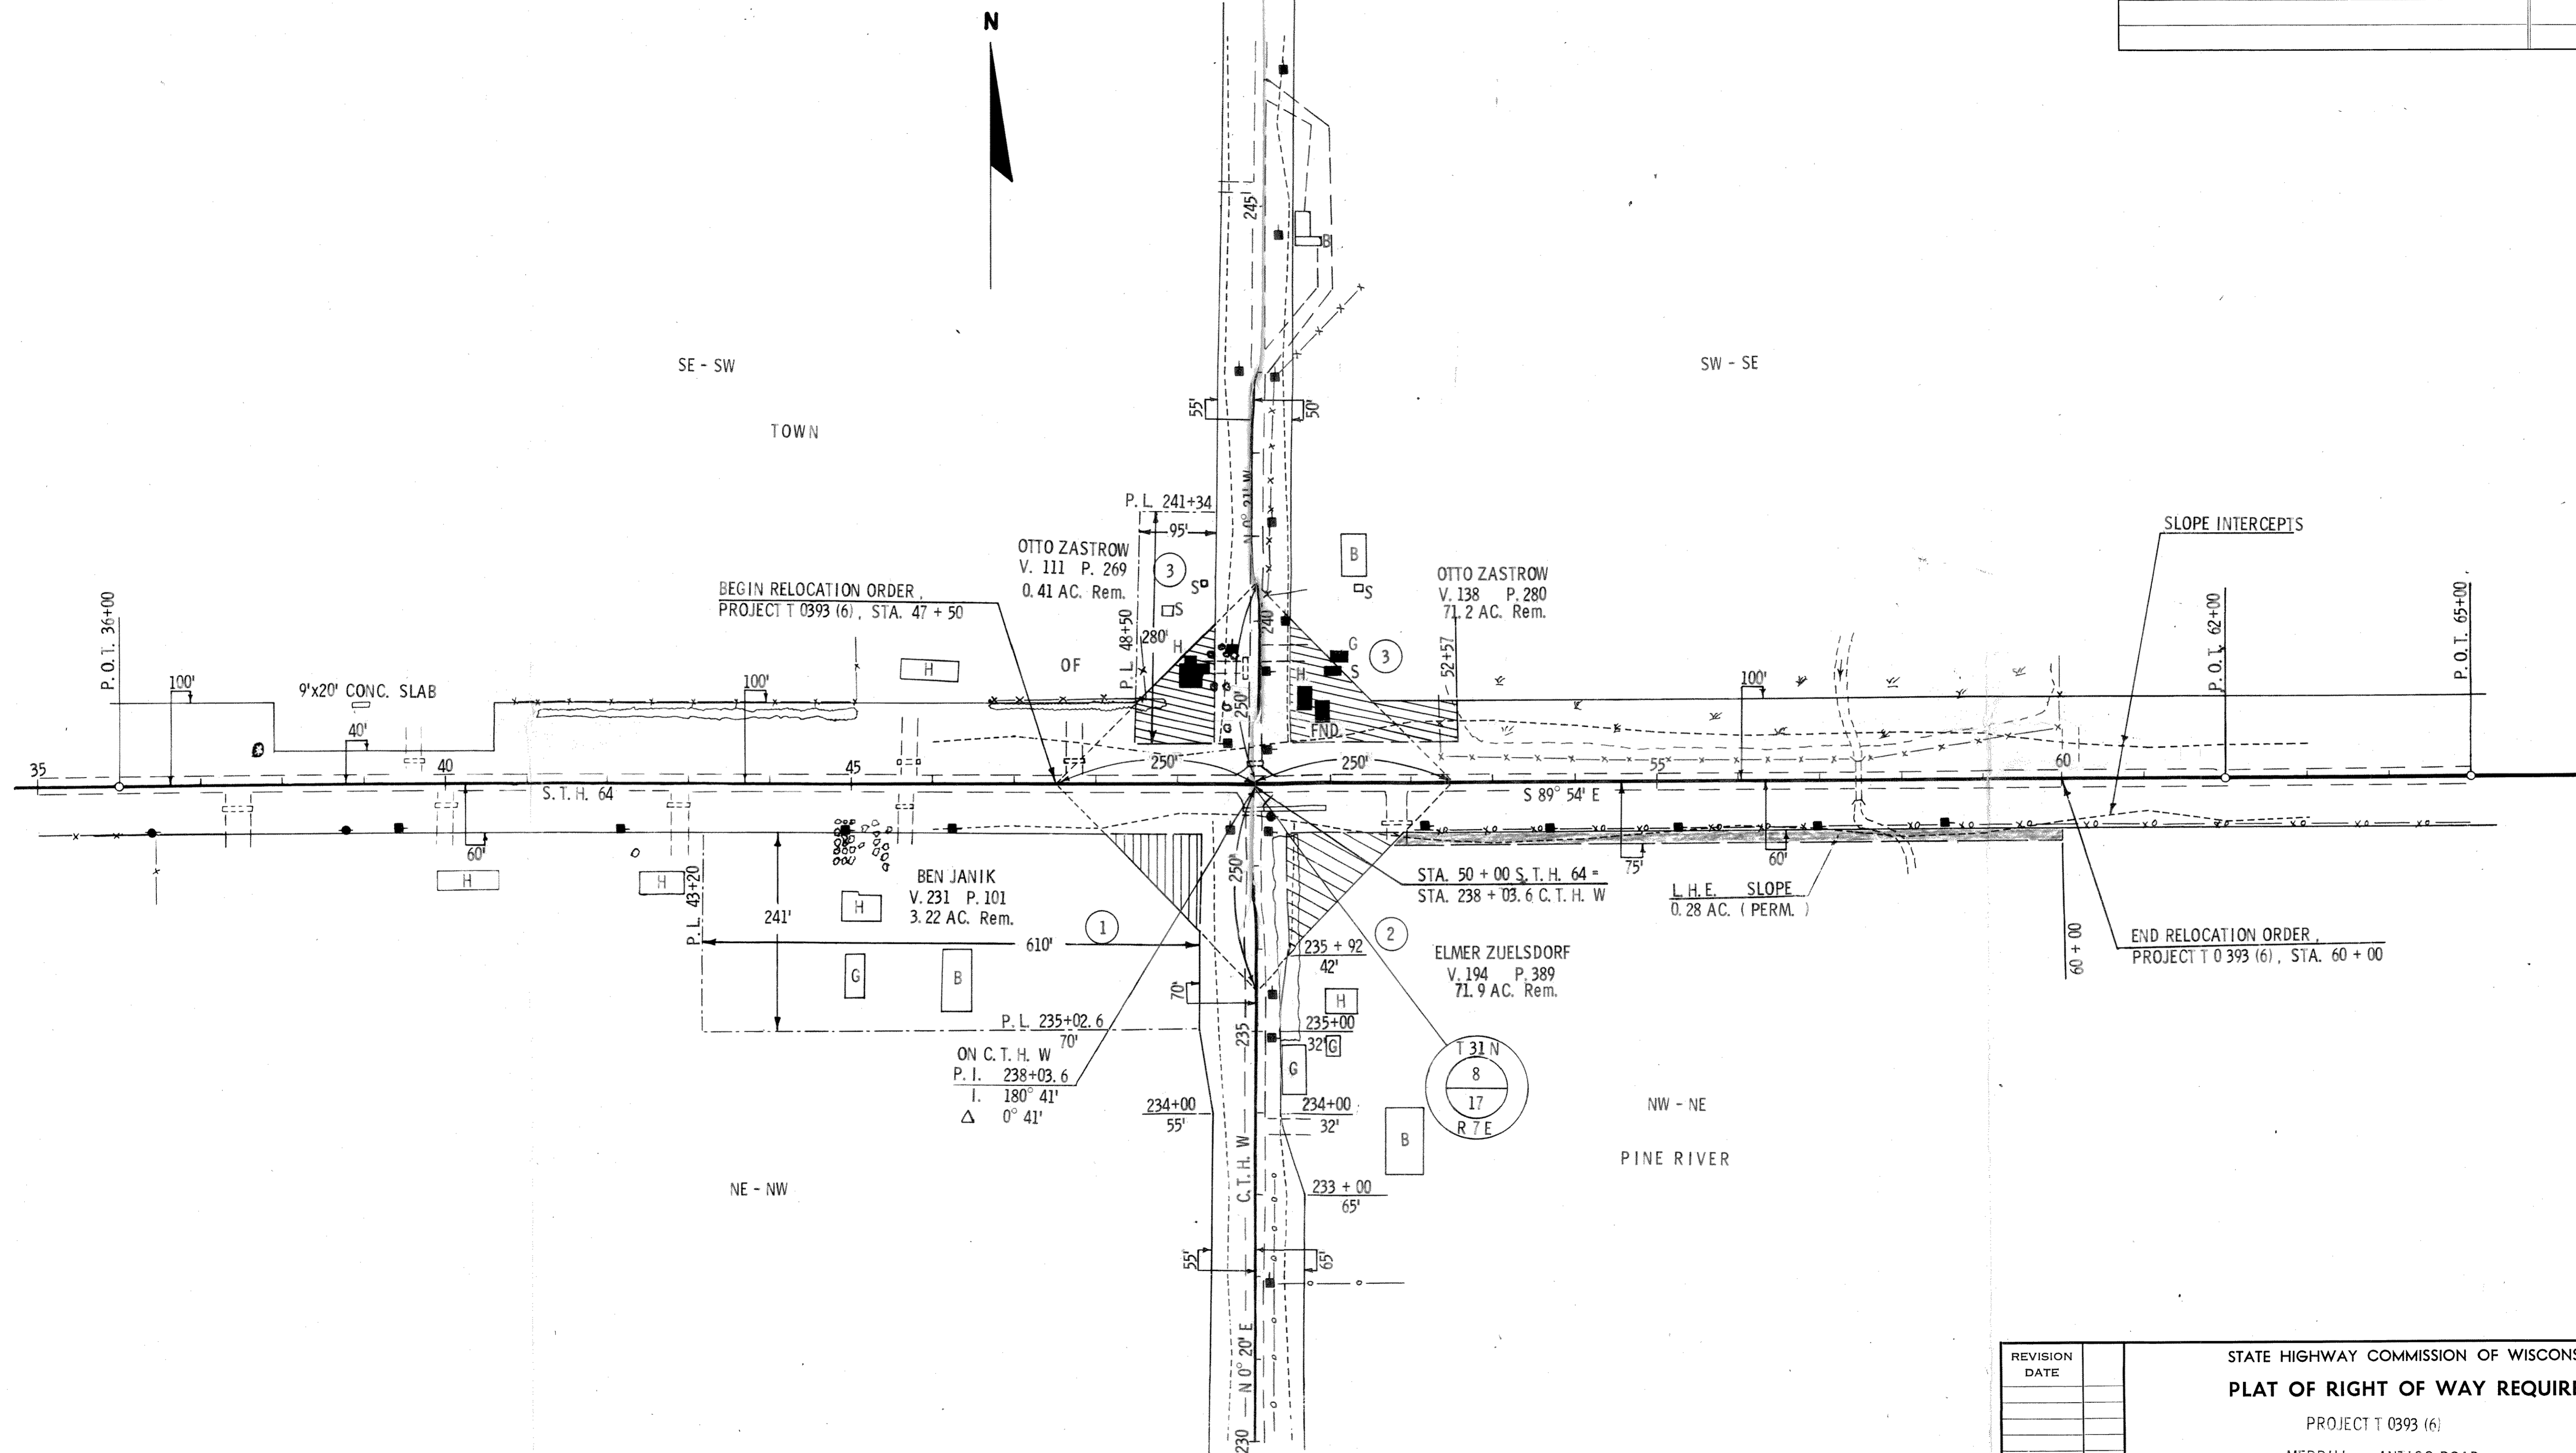 N
245
SE - SW
SW - SE
55'
50'
TOWN
N 0° 21' W
P. L. 241+34
95'
SLOPE INTERCEPTS
OTTO ZASTROW
V. 111 P. 269
0.41 AC. Rem.
3
S
S
B
S
B
OTTO ZASTROW
V. 138 P. 280
71.2 AC. Rem.
BEGIN RELOCATION ORDER,
PROJECT T 0393 (6), STA. 47 + 50
P. O. T. 36+00
P. L. 48+50
280'
240
52+57
P. O. T. 62+00
P. O. T. 65+00
OF
H
H
G
S
3
H
FND.
100'
9'x20' CONC. SLAB
40'
100'
250'
100'
35
40
45
250'
250'
55
60
S. T. H. 64
S 89° 54' E
60'
H
H
P. L. 43+20
241'
BEN JANIK
V. 231 P. 101
3.22 AC. Rem.
H
610'
1
250'
STA. 50 + 00 S. T. H. 64 =
STA. 238 + 03.6 C. T. H. W
75'
60'
L. H. E. SLOPE
0.28 AC. ( PERM. )
2
ELMER ZUELSDORF
V. 194 P. 389
71.9 AC. Rem.
235 + 92
42'
60 + 00
END RELOCATION ORDER,
PROJECT T 0 393 (6), STA. 60 + 00
G
B
70'
H
P. L. 235+02.6
70'
235
235+00
32'
G
G
ON C. T. H. W
P. I. 238+03.6
I. 180° 41'
Δ 0° 41'
T 31 N
8
17
R 7 E
234+00
55'
234+00
32'
B
NW - NE
PINE RIVER
C. T. H. W
NE - NW
233 + 00
65'
55'
65'
N 0° 20' E
230
REVISION
DATE
STATE HIGHWAY COMMISSION OF WISCONS
PLAT OF RIGHT OF WAY REQUIR
PROJECT T 0393 (6)